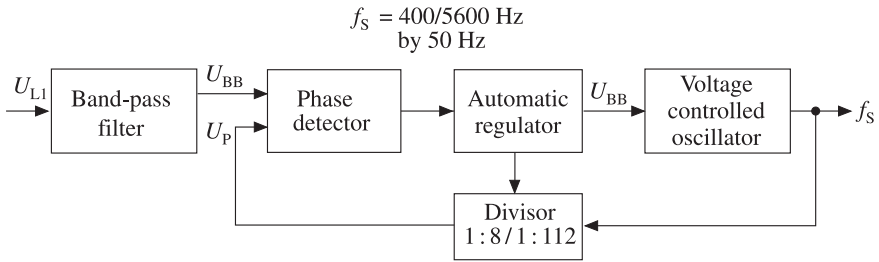 f_S = 400/5600 Hz
by 50 Hz
U_L1
Band-pass
filter
U_BB
U_P
Phase
detector
Automatic
regulator
U_BB
Voltage
controlled
oscillator
f_S
Divisor
1 : 8 / 1 : 112